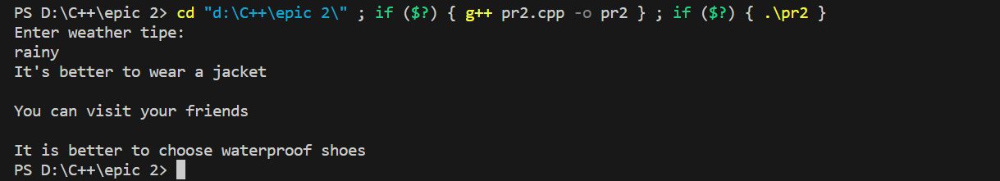 PS D:\C++\epic 2> cd "d:\C++\epic 2\" ; if ($?) { g++ pr2.cpp -o pr2 } ; if ($?) { .\pr2 }
Enter weather tipe:
rainy
It's better to wear a jacket
You can visit your friends
It is better to choose waterproof shoes
PS D:\C++\epic 2>